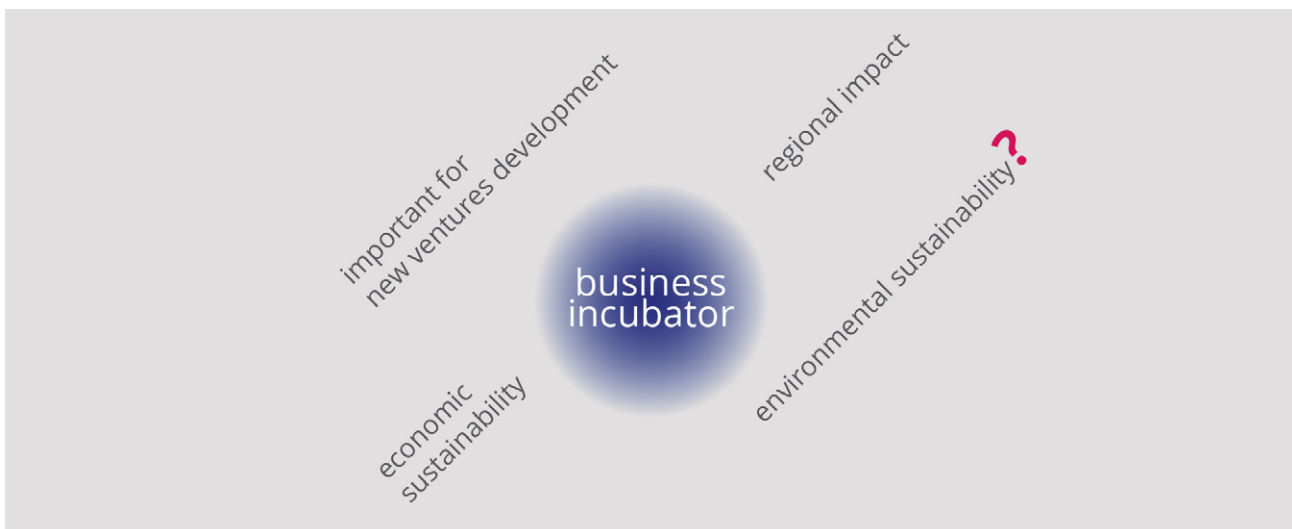 important for
new ventures development
regional impact
environmental sustainability?
business
incubator
economic
sustainability